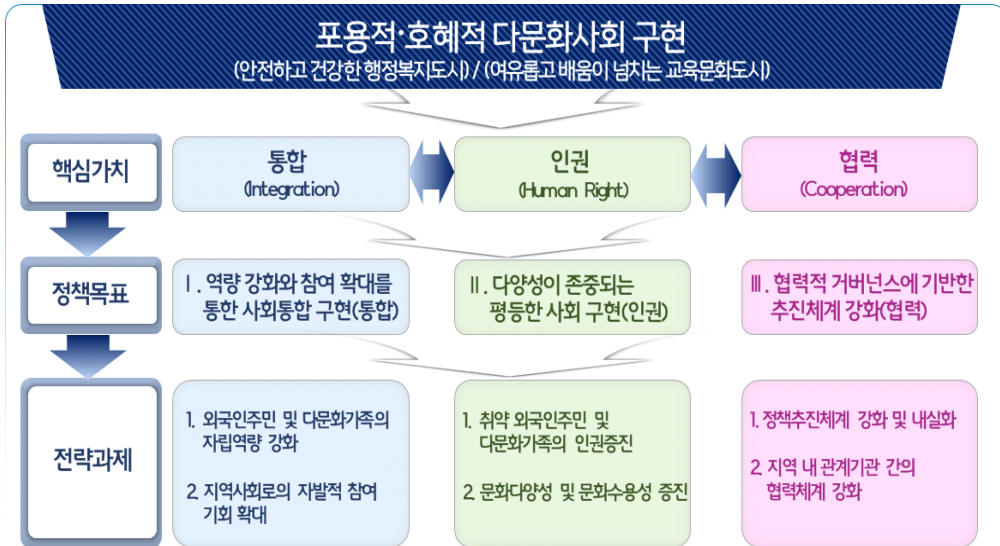 포용적·호혜적 다문화사회 구현
(안전하고 건강한 행정복지도시) / (여유롭고 배움이 넘치는 교육문화도시)
핵심가치
통합
(Integration)
인권
(Human Right)
협력
(Cooperation)
정책목표
Ⅰ. 역량 강화와 참여 확대를
통한 사회통합 구현(통합)
Ⅱ. 다양성이 존중되는
평등한 사회 구현(인권)
Ⅲ. 협력적 거버넌스에 기반한
추진체계 강화(협력)
전략과제
1. 외국인주민 및 다문화가족의
자립역량 강화
2. 지역사회로의 자발적 참여
기회 확대
1. 취약 외국인주민 및
다문화가족의 인권증진
2. 문화다양성 및 문화수용성 증진
1. 정책추진체계 강화 및 내실화
2. 지역 내 관계기관 간의
협력체계 강화